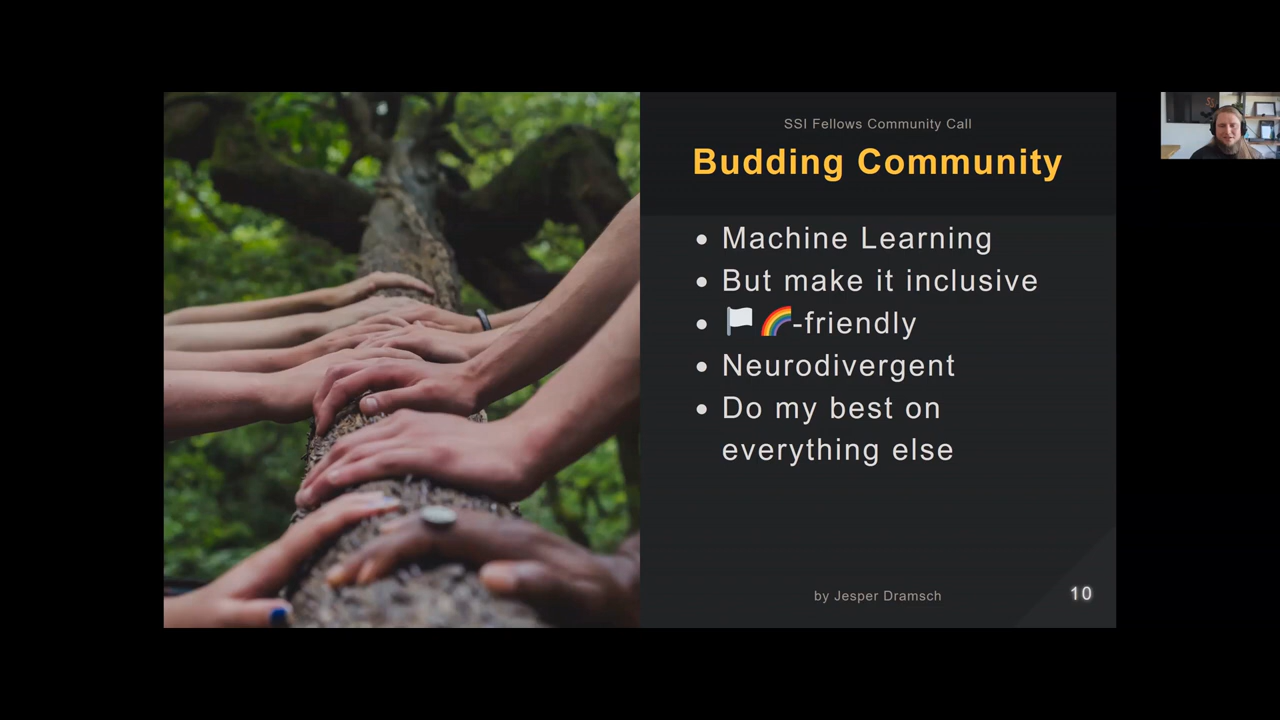 SSI Fellows Community Call
Budding Community
• Machine Learning
• But make it inclusive
• 🏳🌈-friendly
• Neurodivergent
• Do my best on
everything else
by Jesper Dramsch
10